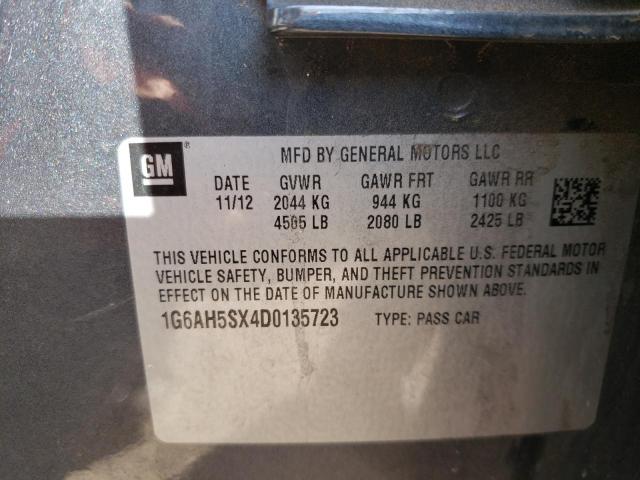 GM
MFD BY GENERAL MOTORS LLC
DATE GVWR GAWR FRT GAWR RR
11/12 2044 KG 944 KG 1100 KG
4505 LB 2080 LB 2425 LB
THIS VEHICLE CONFORMS TO ALL APPLICABLE U.S. FEDERAL MOTOR
VEHICLE SAFETY, BUMPER, AND THEFT PREVENTION STANDARDS IN
EFFECT ON THE DATE OF MANUFACTURE SHOWN ABOVE.
1G6AH5SX4D0135723 TYPE: PASS CAR